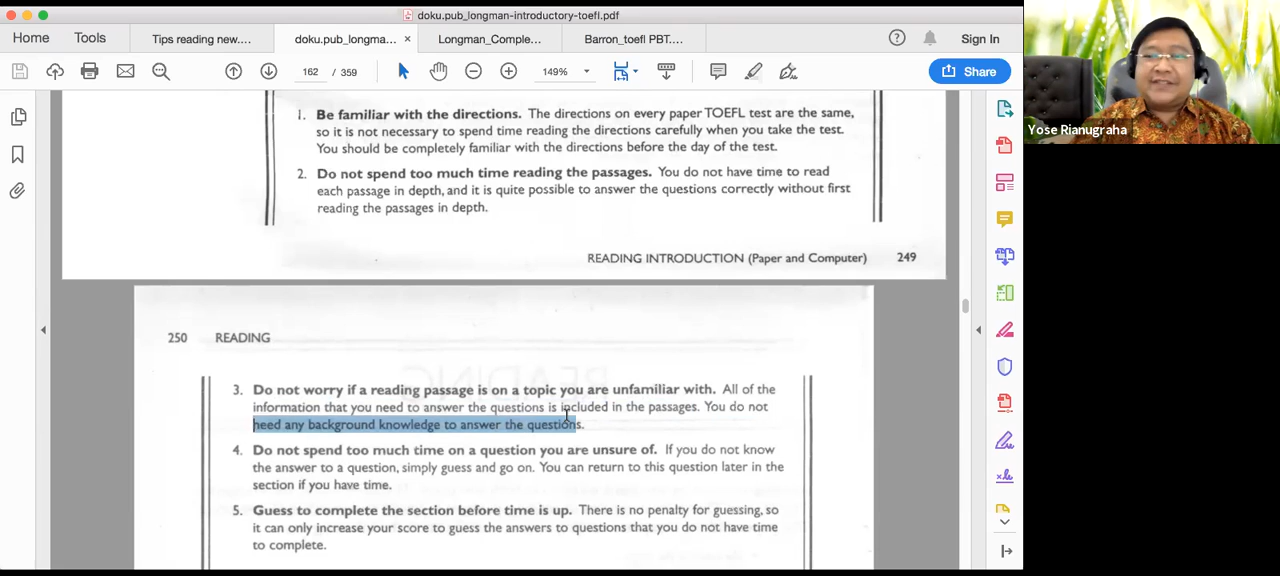 doku.pub_longman-introductory-toefl.pdf
Home
Tools
Tips reading new....
doku.pub_longma...
×
Longman_Comple...
Barron_toefl PBT....
Sign In
162 / 359
149%
Share
1. Be familiar with the directions. The directions on every paper TOEFL test are the same,
so it is not necessary to spend time reading the directions carefully when you take the test.
You should be completely familiar with the directions before the day of the test.
2. Do not spend too much time reading the passages. You do not have time to read
each passage in depth, and it is quite possible to answer the questions correctly without first
reading the passages in depth.
READING INTRODUCTION (Paper and Computer) 249
250 READING
3. Do not worry if a reading passage is on a topic you are unfamiliar with. All of the
information that you need to answer the questions is included in the passages. You do not
need any background knowledge to answer the questions.
4. Do not spend too much time on a question you are unsure of. If you do not know
the answer to a question, simply guess and go on. You can return to this question later in the
section if you have time.
5. Guess to complete the section before time is up. There is no penalty for guessing, so
it can only increase your score to guess the answers to questions that you do not have time
to complete.
Yose Rianugraha